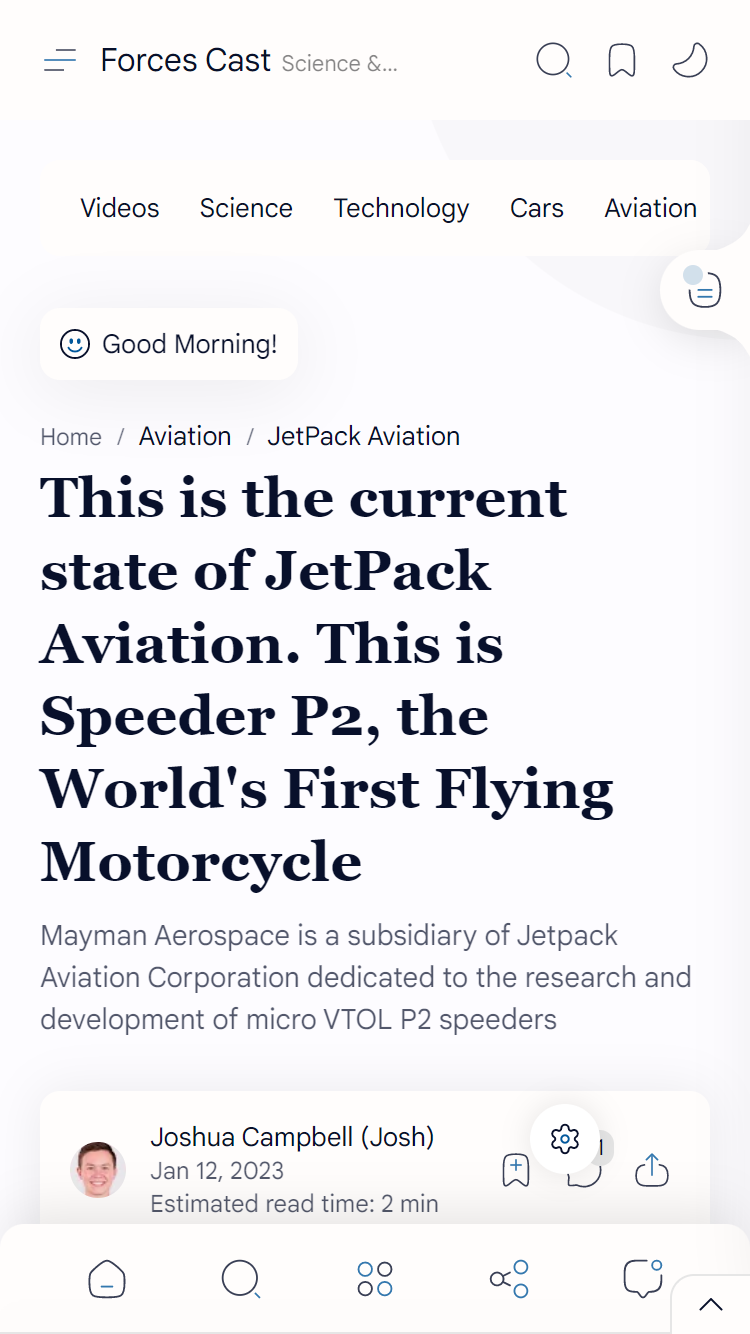 Forces Cast Science &...
Videos Science Technology Cars Aviation
Good Morning!
Home / Aviation / JetPack Aviation
This is the current
state of JetPack
Aviation. This is
Speeder P2, the
World's First Flying
Motorcycle
Mayman Aerospace is a subsidiary of Jetpack
Aviation Corporation dedicated to the research and
development of micro VTOL P2 speeders
Joshua Campbell (Josh)
1
Jan 12, 2023
Estimated read time: 2 min